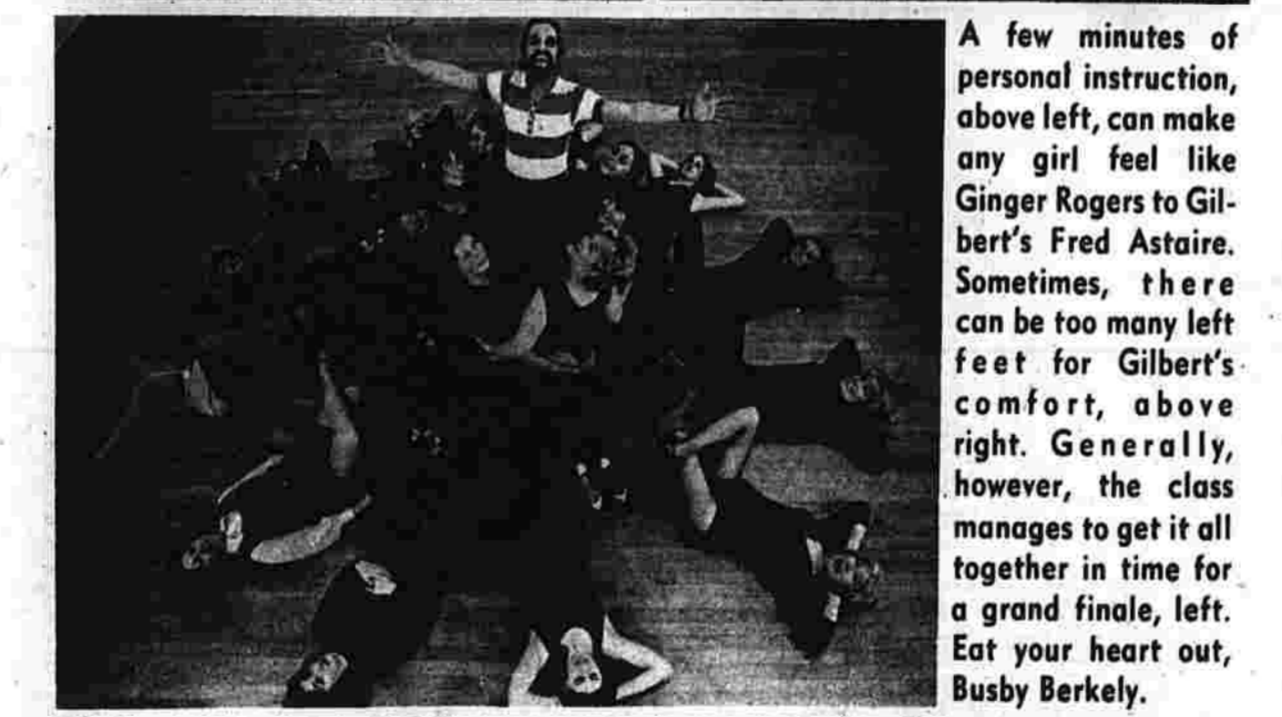 A few minutes of
personal instruction,
above left, can make
any girl feel like
Ginger Rogers to Gil-
bert's Fred Astaire.
Sometimes, there
can be too many left
feet for Gilbert's
comfort, above
right. Generally,
however, the class
manages to get it all
together in time for
a grand finale, left.
Eat your heart out,
Busby Berkely.